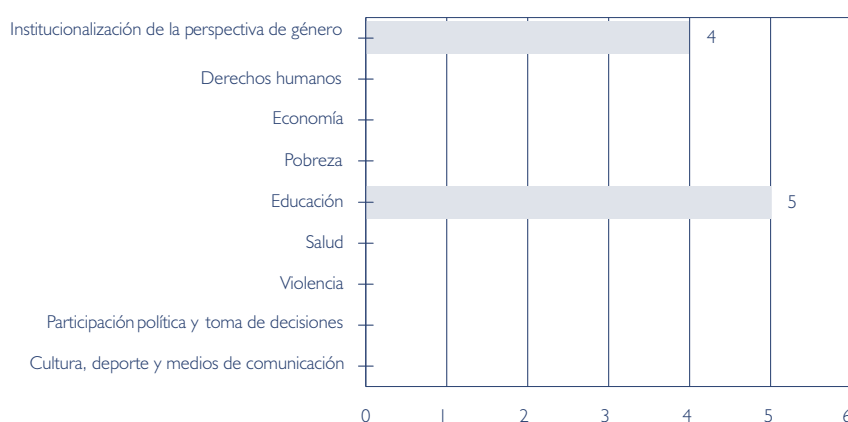 Institucionalización de la perspectiva de género
4
Derechos humanos
Economía
Pobreza
Educación
5
Salud
Violencia
Participación política y toma de decisiones
Cultura, deporte y medios de comunicación
0 1 2 3 4 5 6